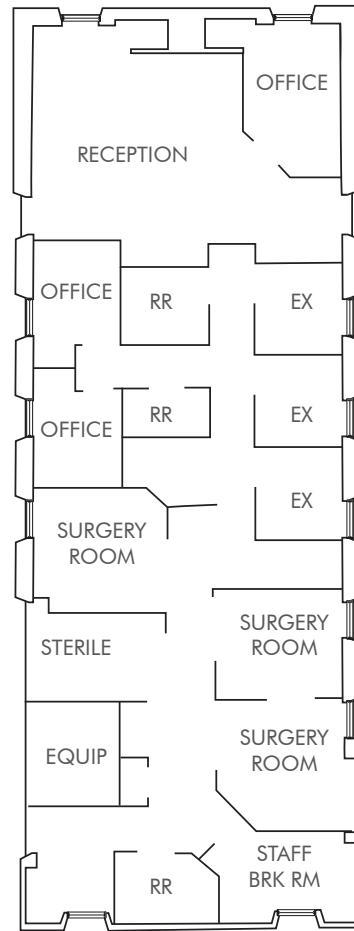 OFFICE
RECEPTION
OFFICE
RR
EX
OFFICE
RR
EX
EX
SURGERY
ROOM
SURGERY
ROOM
STERILE
SURGERY
ROOM
EQUIP
STAFF
BRK RM
RR